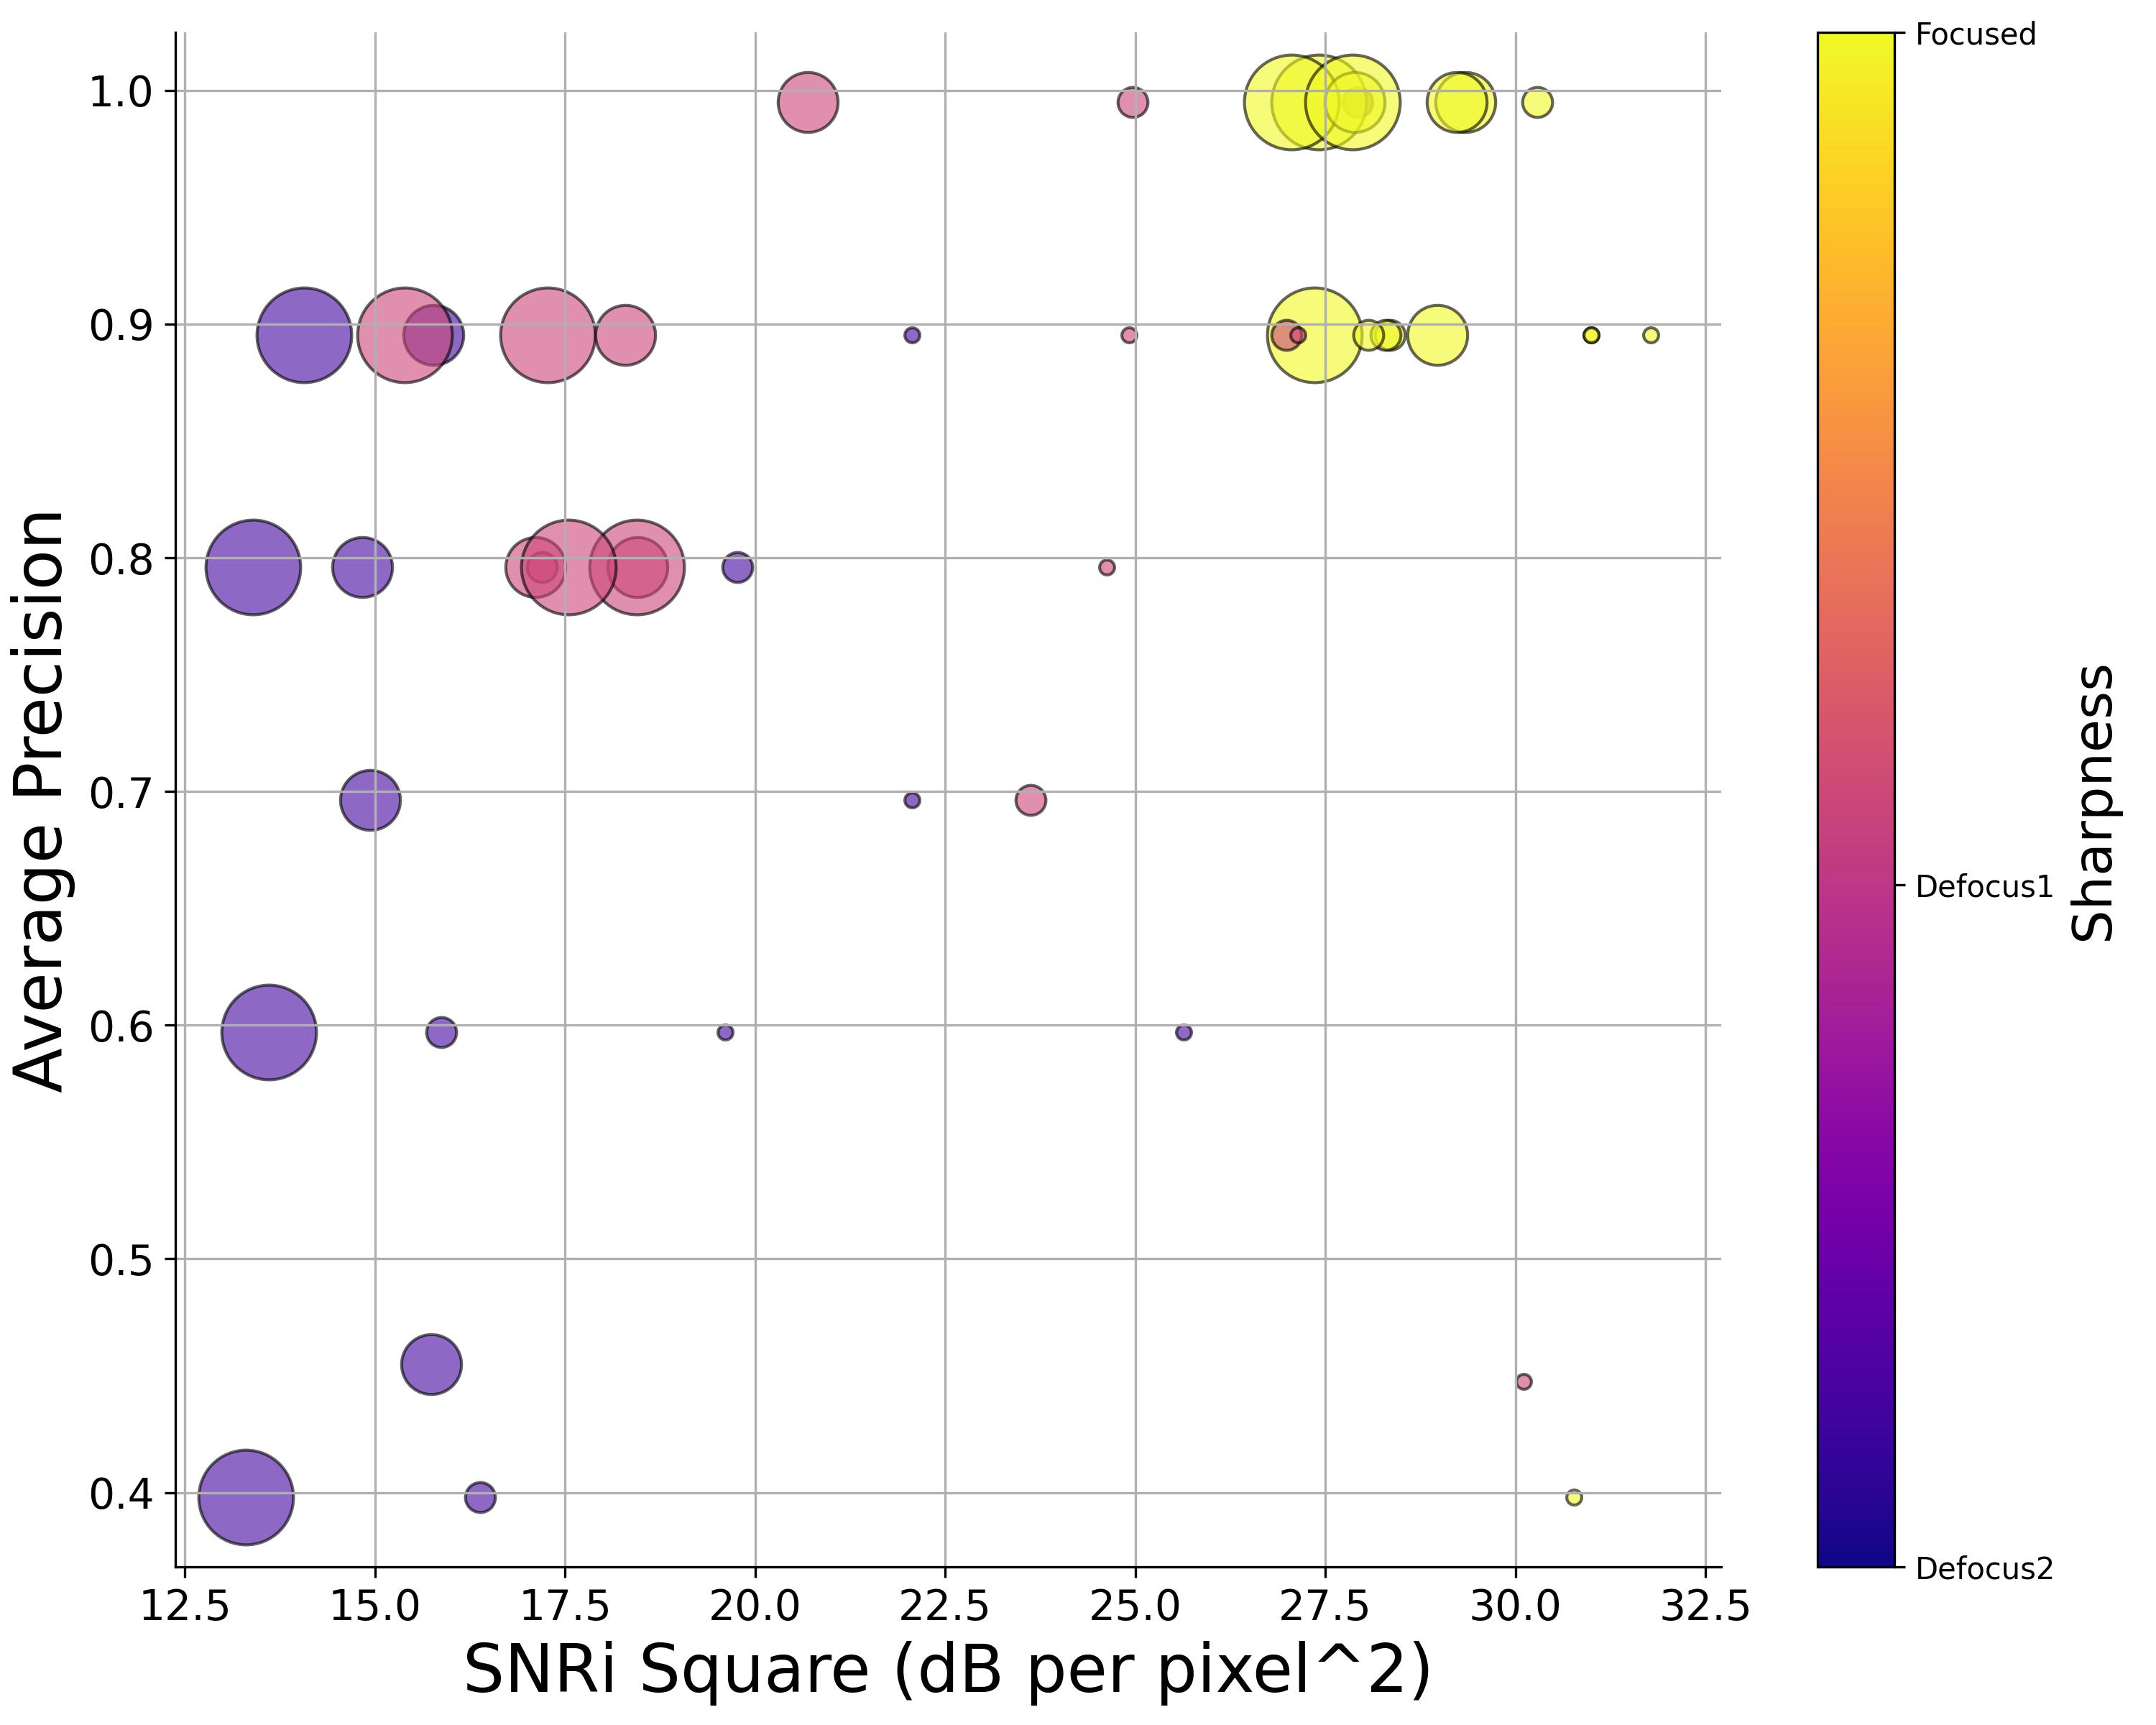 Average Precision
1.0
0.9
0.8
0.7
0.6
0.5
0.4
12.5 15.0 17.5 20.0 22.5 25.0 27.5 30.0 32.5
SNRi Square (dB per pixel^2)
Focused
Defocus1
Defocus2
Sharpness